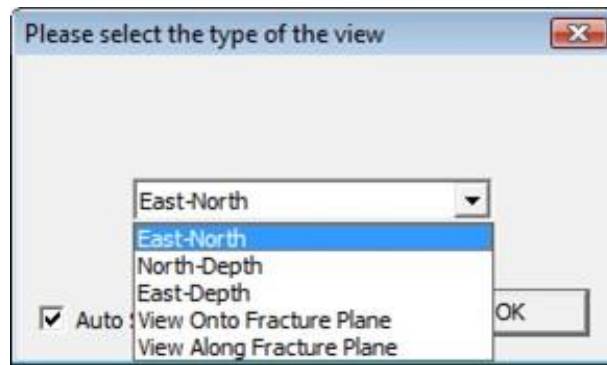 Please select the type of the view
East-North
East-North
North-Depth
East-Depth
Auto
View Onto Fracture Plane
OK
View Along Fracture Plane